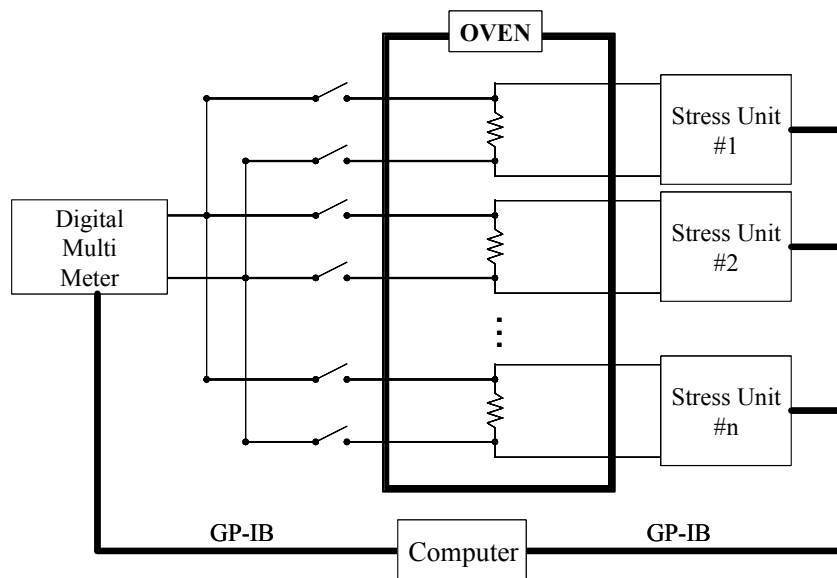 OVEN
Stress Unit
#1
Digital
Multi
Meter
Stress Unit
#2
Stress Unit
#n
GP-IB
Computer
GP-IB